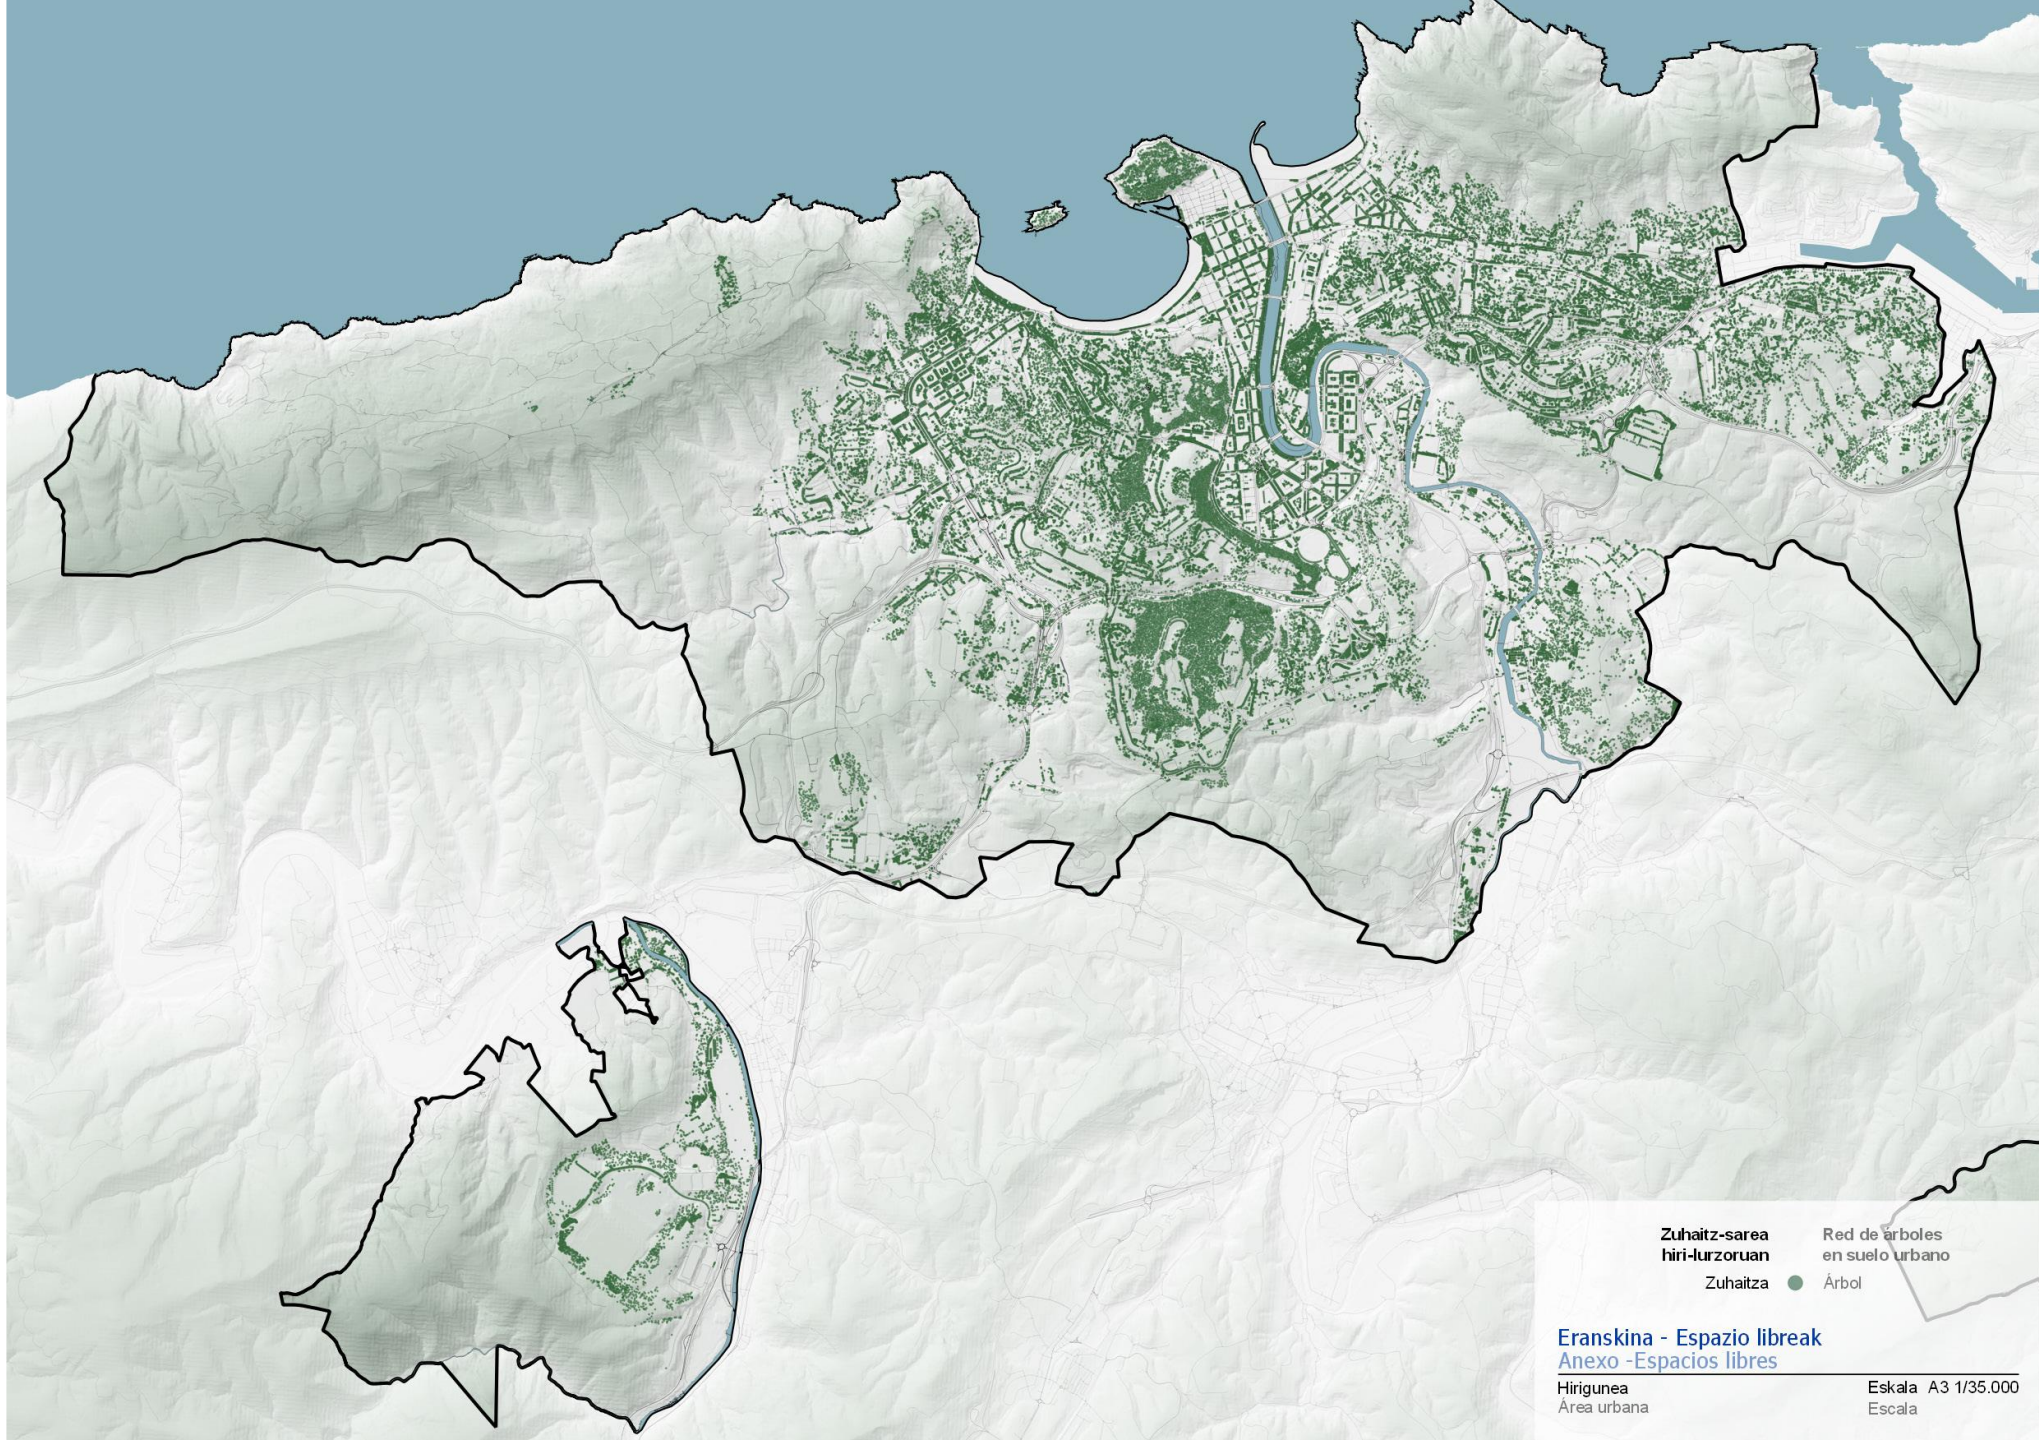 Zuhaitz-sarea
hiri-lurzoruan
Red de árboles
en suelo urbano
Zuhaitza
Árbol
Eranskina - Espazio libreak
Anexo -Espacios libres
Hirigunea
Área urbana
Eskala A3 1/35.000
Escala